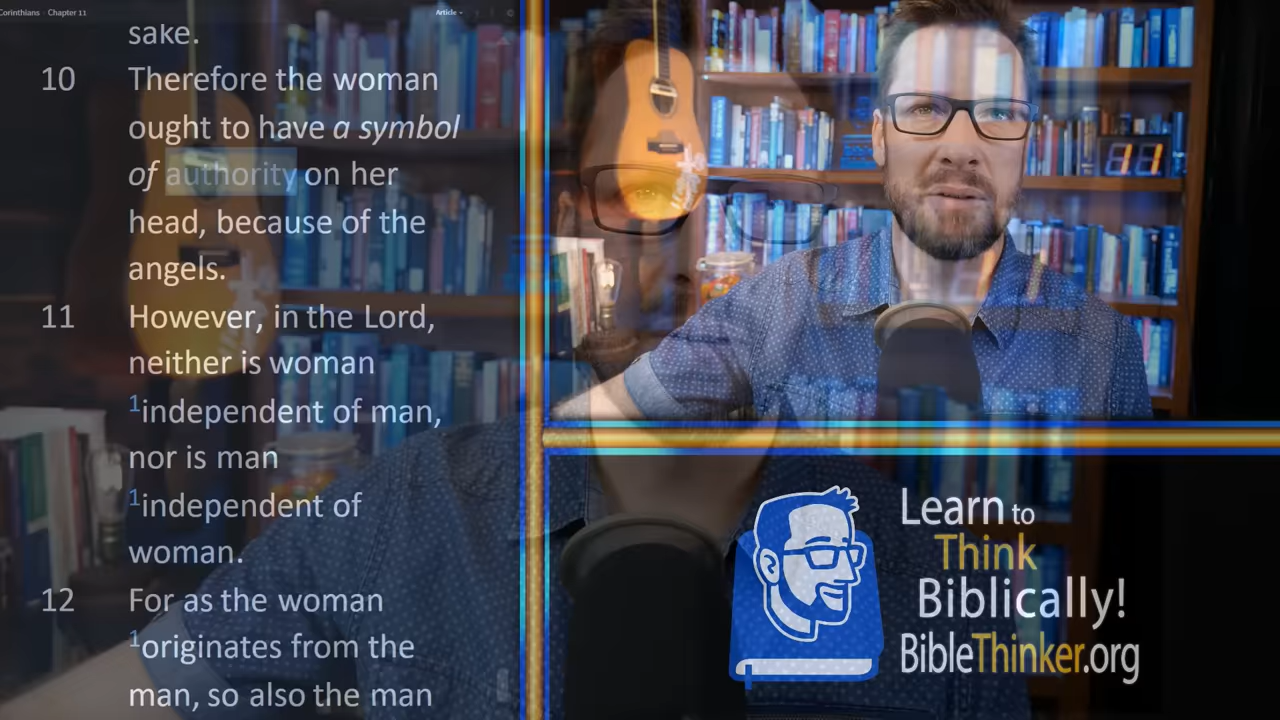 Corinthians Chapter 11
Article
sake.
10 Therefore the woman
ought to have a symbol
of authority on her
head, because of the
angels.
11 However, in the Lord,
neither is woman
1independent of man,
nor is man
1independent of
woman.
12 For as the woman
1originates from the
man, so also the man
11
Learn to
Think
Biblically!
BibleThinker.org